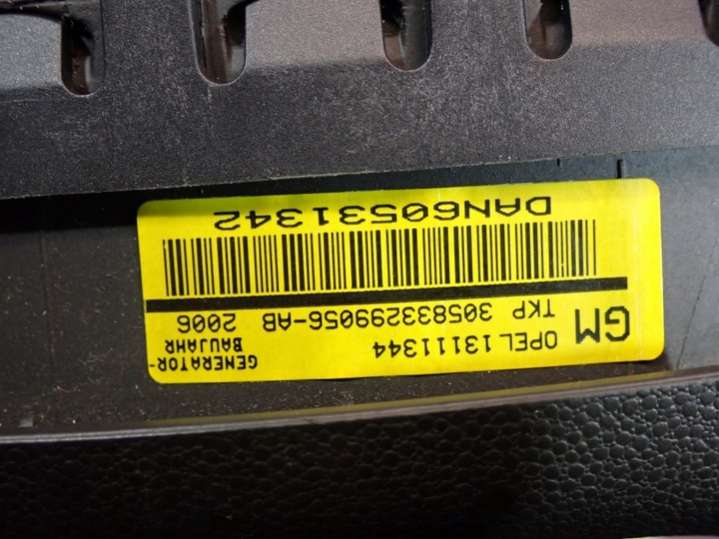 GM
OPEL 13111344
TKP 305833299056-AB
GENERATOR-
BAUJAHR
2006
DAN60531342